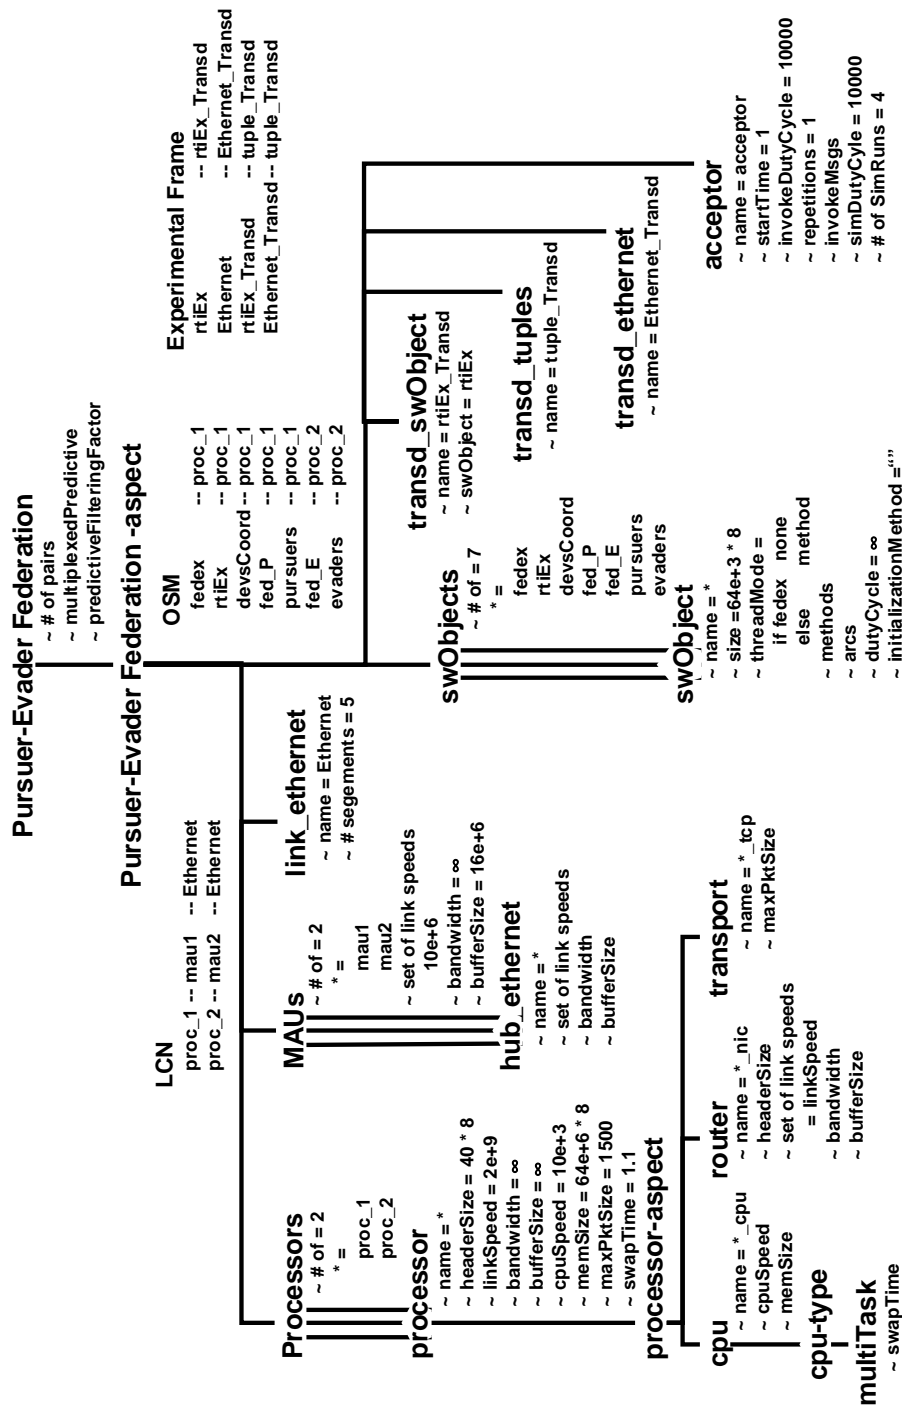 Pursuer-Evader Federation
~ # of pairs
~ multiplexedPredictive
~ predictiveFilteringFactor
Pursuer-Evader Federation -aspect
LCN
proc_1 -- mau1 -- Ethernet
proc_2 -- mau2 -- Ethernet
OSM
fedex -- proc_1
rtiEx -- proc_1
devsCoord -- proc_1
fed_P -- proc_1
pursuers -- proc_1
fed_E -- proc_2
evaders -- proc_2
Experimental Frame
rtiEx -- rtiEx_Transd
Ethernet -- Ethernet_Transd
rtiEx_Transd -- tuple_Transd
Ethernet_Transd -- tuple_Transd
Processors
~ # of = 2
* =
proc_1
proc_2
processor
~ name = *
~ headerSize = 40 * 8
~ linkSpeed = 2e+9
~ bandwidth = ∞
~ bufferSize = ∞
~ cpuSpeed = 10e+3
~ memSize = 64e+6 * 8
~ maxPktSize = 1500
~ swapTime = 1.1
processor-aspect
cpu
~ name = *_cpu
~ cpuSpeed
~ memSize
cpu-type
multiTask
~ swapTime
router
~ name = *_nic
~ headerSize
~ set of link speeds
= linkSpeed
~ bandwidth
~ bufferSize
transport
~ name = *_tcp
~ maxPktSize
MAUs
~ # of = 2
* =
mau1
mau2
~ set of link speeds
10e+6
~ bandwidth = ∞
~ bufferSize = 16e+6
hub_ethernet
~ name = *
~ set of link speeds
~ bandwidth
~ bufferSize
link_ethernet
~ name = Ethernet
~ # segements = 5
swObjects
~ # of = 7
* =
fedex
rtiEx
devsCoord
fed_P
fed_E
pursuers
evaders
swObject
~ name = *
~ size = 64e+3 * 8
~ threadMode =
if fedex none
else method
~ methods
~ arcs
~ dutyCycle = ∞
~ initializationMethod =“”
transd_swObject
~ name = rtiEx_Transd
~ swObject = rtiEx
transd_tuples
~ name = tuple_Transd
transd_ethernet
~ name = Ethernet_Transd
acceptor
~ name = acceptor
~ startTime = 1
~ invokeDutyCycle = 10000
~ repetitions = 1
~ invokeMsgs
~ simDutyCyle = 10000
~ # of SimRuns = 4